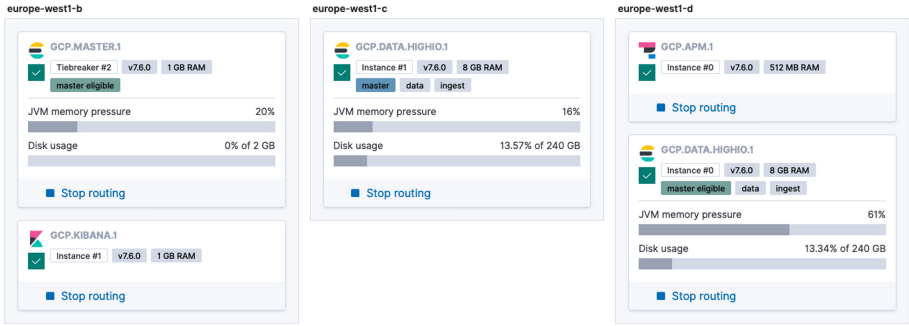 europe-west1-b
GCP.MASTER.1
Tiebreaker #2 v7.6.0 1 GB RAM
master eligible
JVM memory pressure 20%
Disk usage 0% of 2 GB
Stop routing
GCP.KIBANA.1
Instance #1 v7.6.0 1 GB RAM
Stop routing
europe-west1-c
GCP.DATA.HIGHIO.1
Instance #1 v7.6.0 8 GB RAM
master data ingest
JVM memory pressure 16%
Disk usage 13.57% of 240 GB
Stop routing
europe-west1-d
GCP.APM.1
Instance #0 v7.6.0 512 MB RAM
Stop routing
GCP.DATA.HIGHIO.1
Instance #0 v7.6.0 8 GB RAM
master eligible data ingest
JVM memory pressure 61%
Disk usage 13.34% of 240 GB
Stop routing